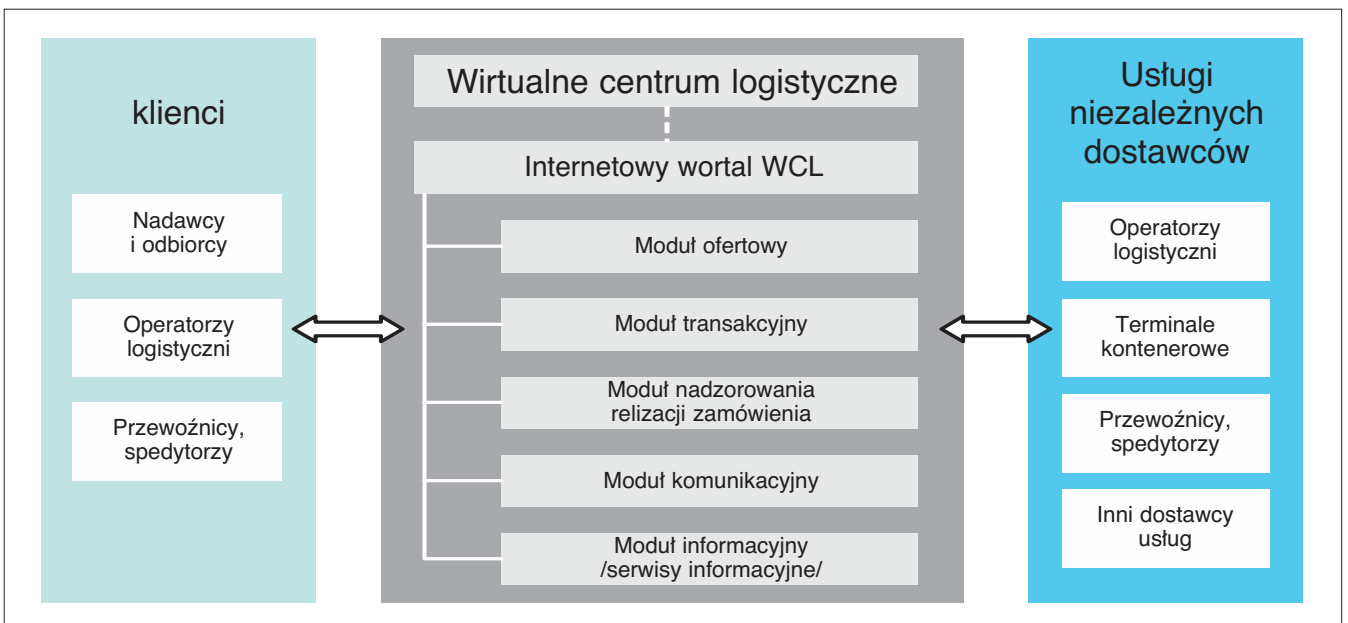 klienci
Nadawcy
i odbiorcy
Operatorzy
logistyczni
Przewoźnicy,
spedytorzy
Wirtualne centrum logistyczne
Internetowy wortal WCL
Moduł ofertowy
Moduł transakcyjny
Moduł nadzorowania
relizacji zamówienia
Moduł komunikacyjny
Moduł informacyjny
/serwisy informacyjne/
Usługi
niezależnych
dostawców
Operatorzy
logistyczni
Terminale
kontenerowe
Przewoźnicy,
spedytorzy
Inni dostawcy
usług